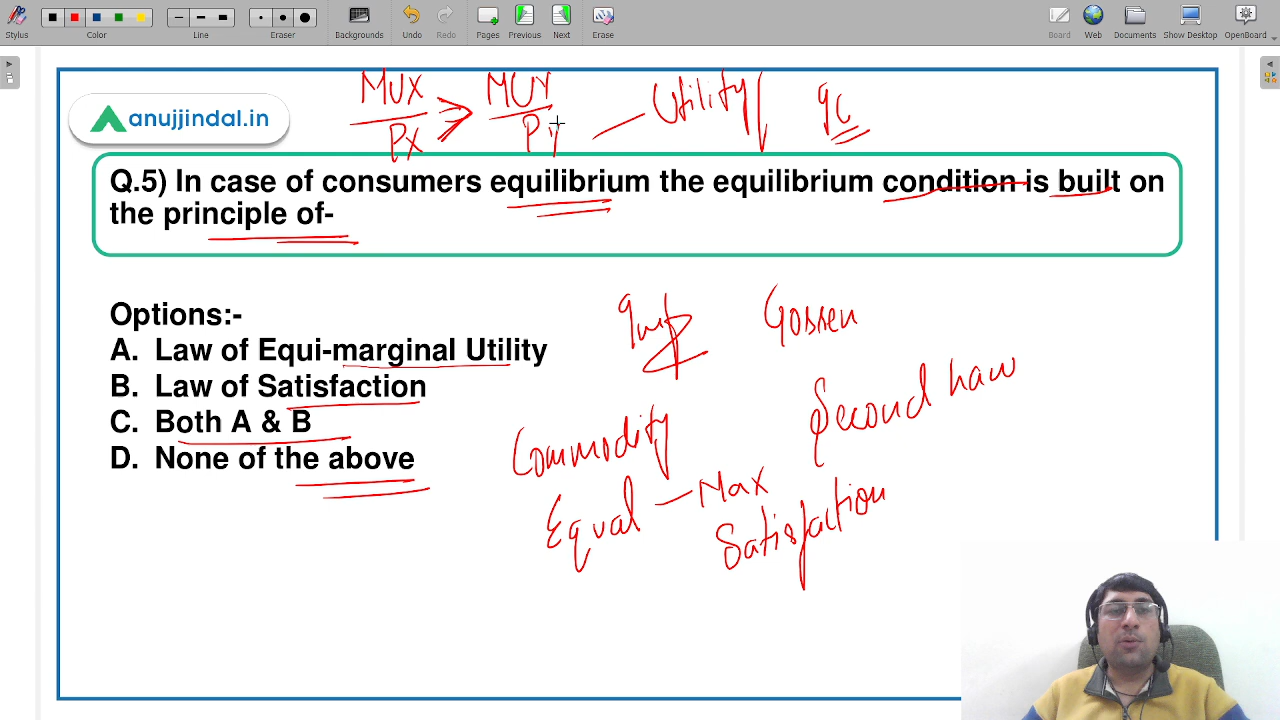 Stylus
Color
Line
Eraser
Backgrounds
Undo
Redo
Pages
Previous
Next
Erase
Board
Web
Documents
Show Desktop
OpenBoard
MUX
PX
MUY
PY
Utility
anujjindal.in
Q.5) In case of consumers equilibrium the equilibrium condition is built on
the principle of-
Options:-
A. Law of Equi-marginal Utility
B. Law of Satisfaction
C. Both A & B
D. None of the above
Gossen
Second Law
Commodity
Equal - Max
Satisfaction